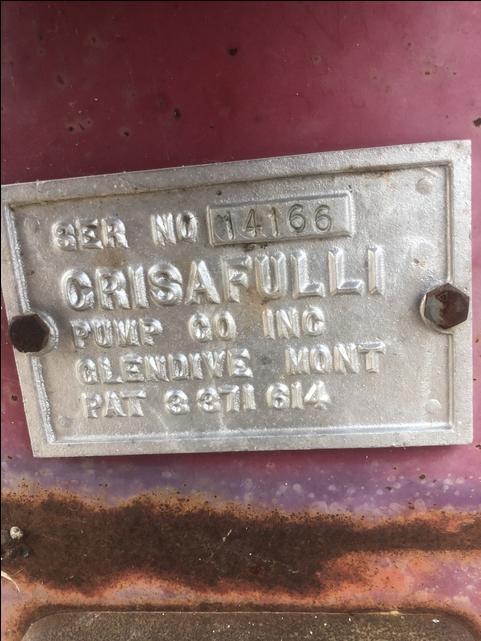 SER NO 14166
CRISAFULLI
PUMP CO INC
GLENDIVE MONT
PAT 3 371 614